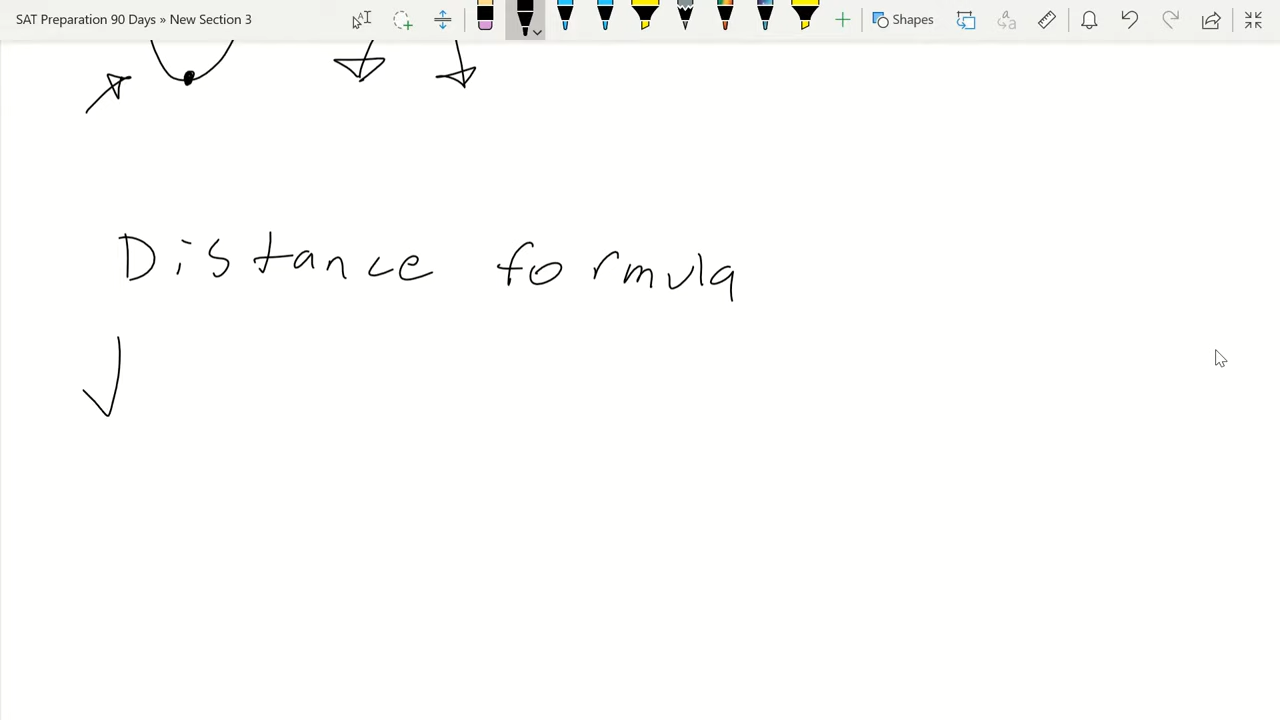 SAT Preparation 90 Days » New Section 3
Shapes
Distance formula
√